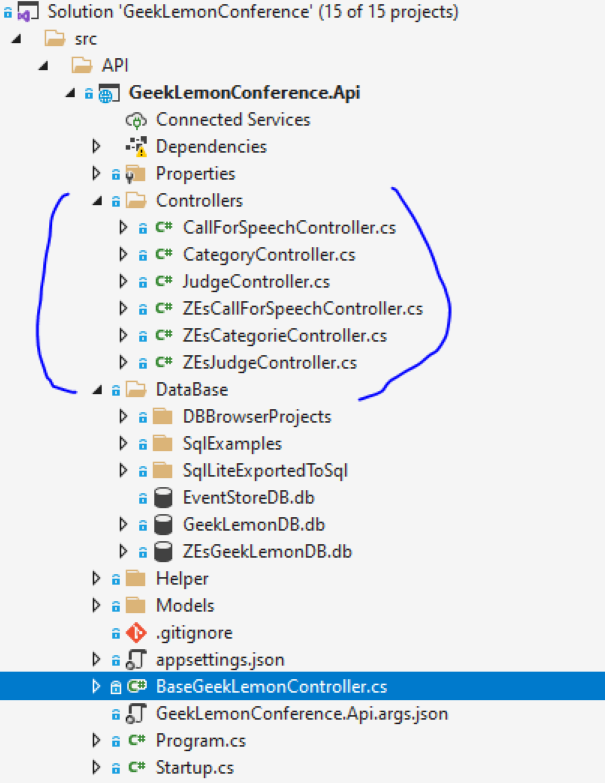 Solution 'GeekLemonConference' (15 of 15 projects)
src
API
GeekLemonConference.Api
Connected Services
Dependencies
Properties
Controllers
C# CallForSpeechController.cs
C# CategoryController.cs
C# JudgeController.cs
C# ZEsCallForSpeechController.cs
C# ZEsCategorieController.cs
C# ZEsJudgeController.cs
DataBase
DBBrowserProjects
SqlExamples
SqlLiteExportedToSql
EventStoreDB.db
GeekLemonDB.db
ZEsGeekLemonDB.db
Helper
Models
.gitignore
appsettings.json
C# BaseGeekLemonController.cs
GeekLemonConference.Api.args.json
C# Program.cs
C# Startup.cs